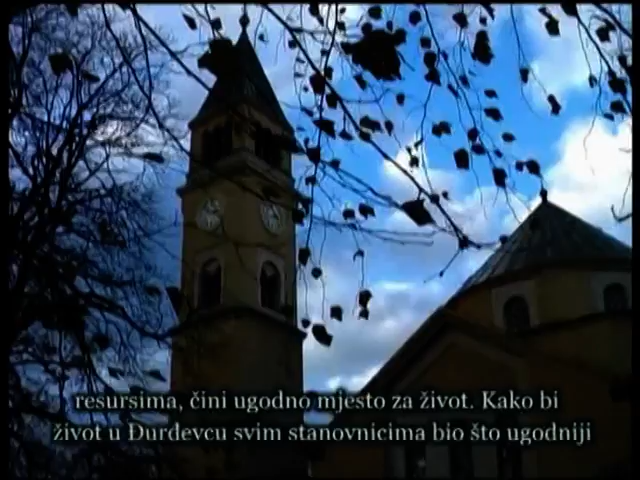 resursima, čini ugodno mjesto za život. Kako bi
život u Đurđevcu svim stanovnicima bio što ugodniji